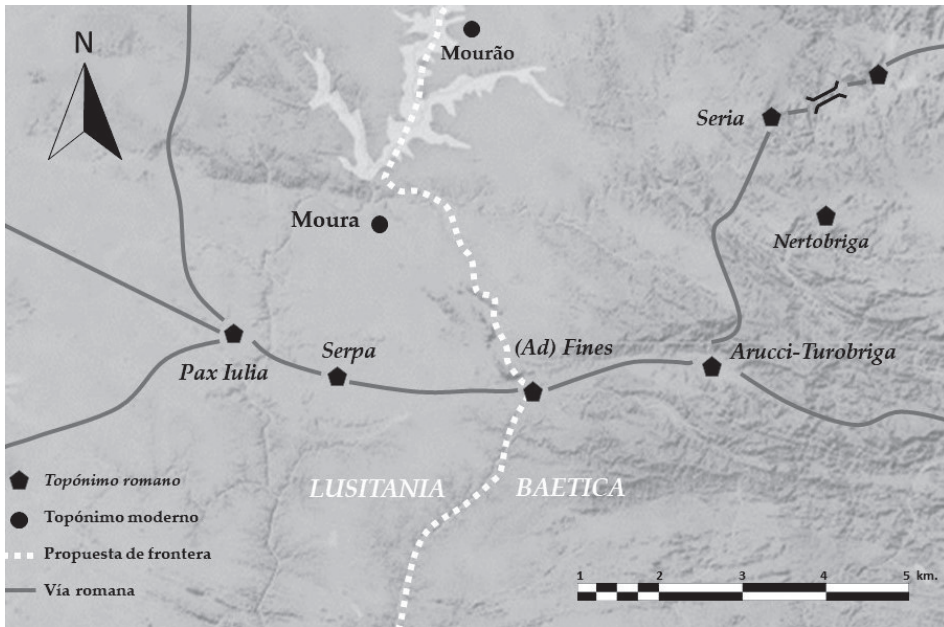 N
Mourão
Seria
Moura
Nertobriga
(Ad) Fines
Serpa
Arucci-Turobriga
Pax Iulia
Topónimo romano
LUSITANIA
BAETICA
Topónimo moderno
Propuesta de frontera
Vía romana
1 2 3 4 5 km.